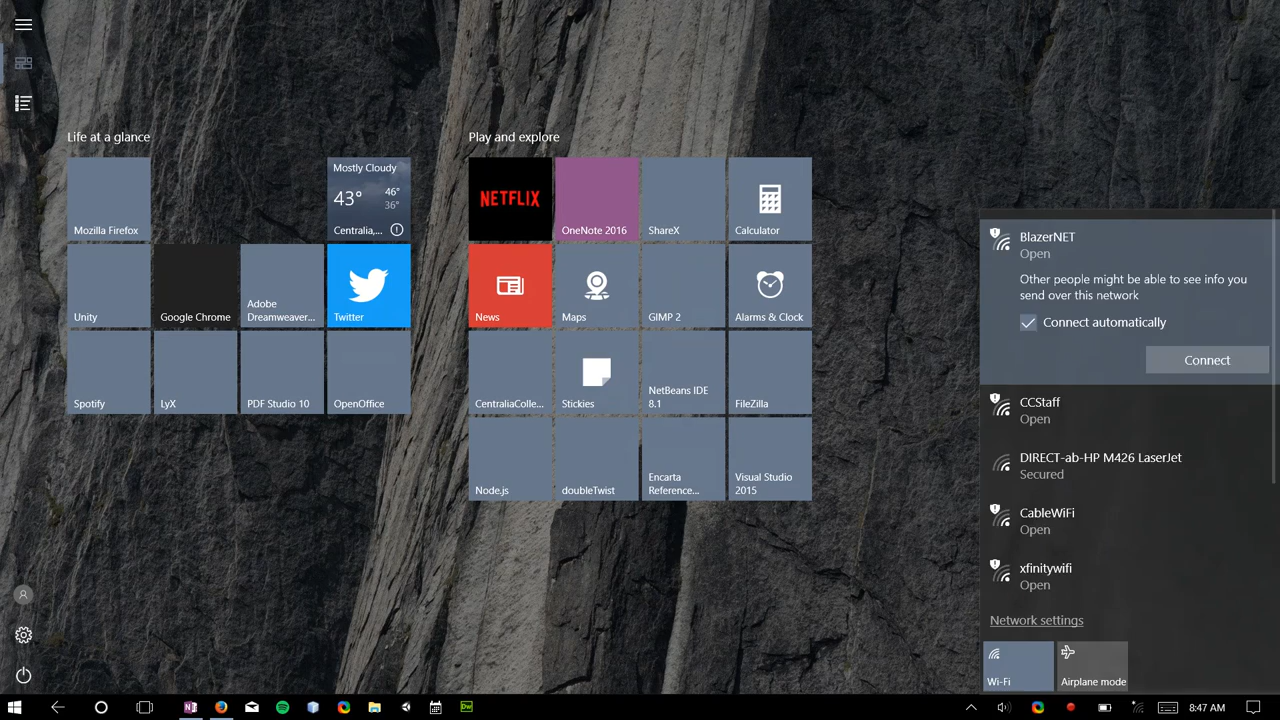 Life at a glance
Mozilla Firefox
Mostly Cloudy
43°
46°
36°
Centralia,...
Unity
Google Chrome
Adobe
Dreamweaver...
Twitter
Spotify
LyX
PDF Studio 10
OpenOffice
Play and explore
NETFLIX
OneNote 2016
ShareX
Calculator
News
Maps
GIMP 2
Alarms & Clock
CentraliaColle...
Stickies
NetBeans IDE
8.1
FileZilla
Node.js
doubleTwist
Encarta
Reference...
Visual Studio
2015
BlazerNET
Open
Other people might be able to see info you
send over this network
Connect automatically
Connect
CCStaff
Open
DIRECT-ab-HP M426 LaserJet
Secured
CableWiFi
Open
xfinitywifi
Open
Network settings
Wi-Fi
Airplane mode
N
Dw
8:47 AM